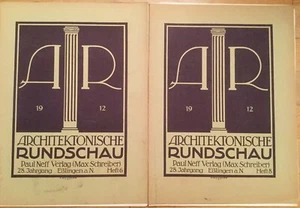 A R
19 12
ARCHITEKTONISCHE
RUNDSCHAU
Paul Neff Verlag (Max Schreiber)
28. Jahrgang Eßlingen a. N. Heft 6
A R
19 12
ARCHITEKTONISCHE
RUNDSCHAU
Paul Neff Verlag (Max Schreiber)
28. Jahrgang Eßlingen a. N. Heft 8